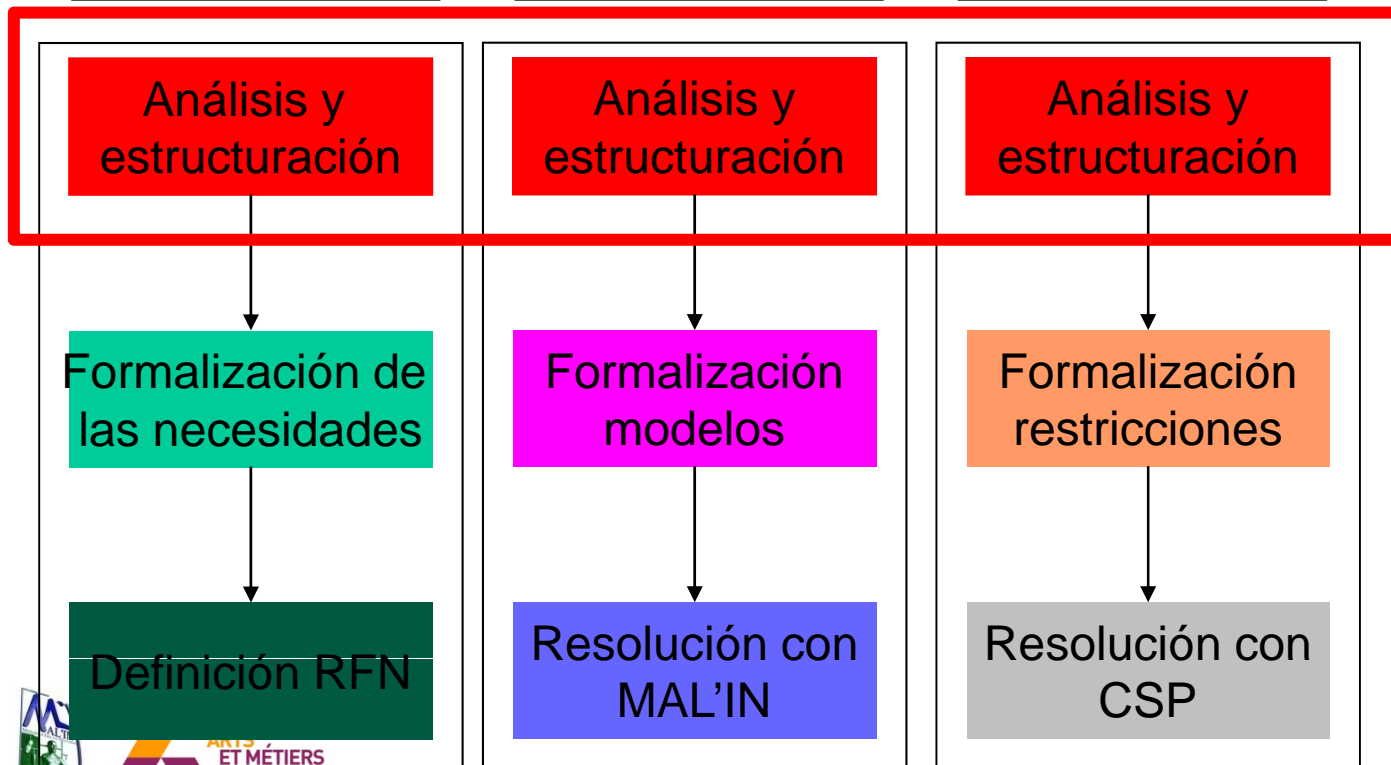 Análisis y
estructuración
Análisis y
estructuración
Análisis y
estructuración
Formalización de
las necesidades
Formalización
modelos
Formalización
restricciones
Definición RFN
Resolución con
MAL'IN
Resolución con
CSP
ARTS
ET MÉTIERS